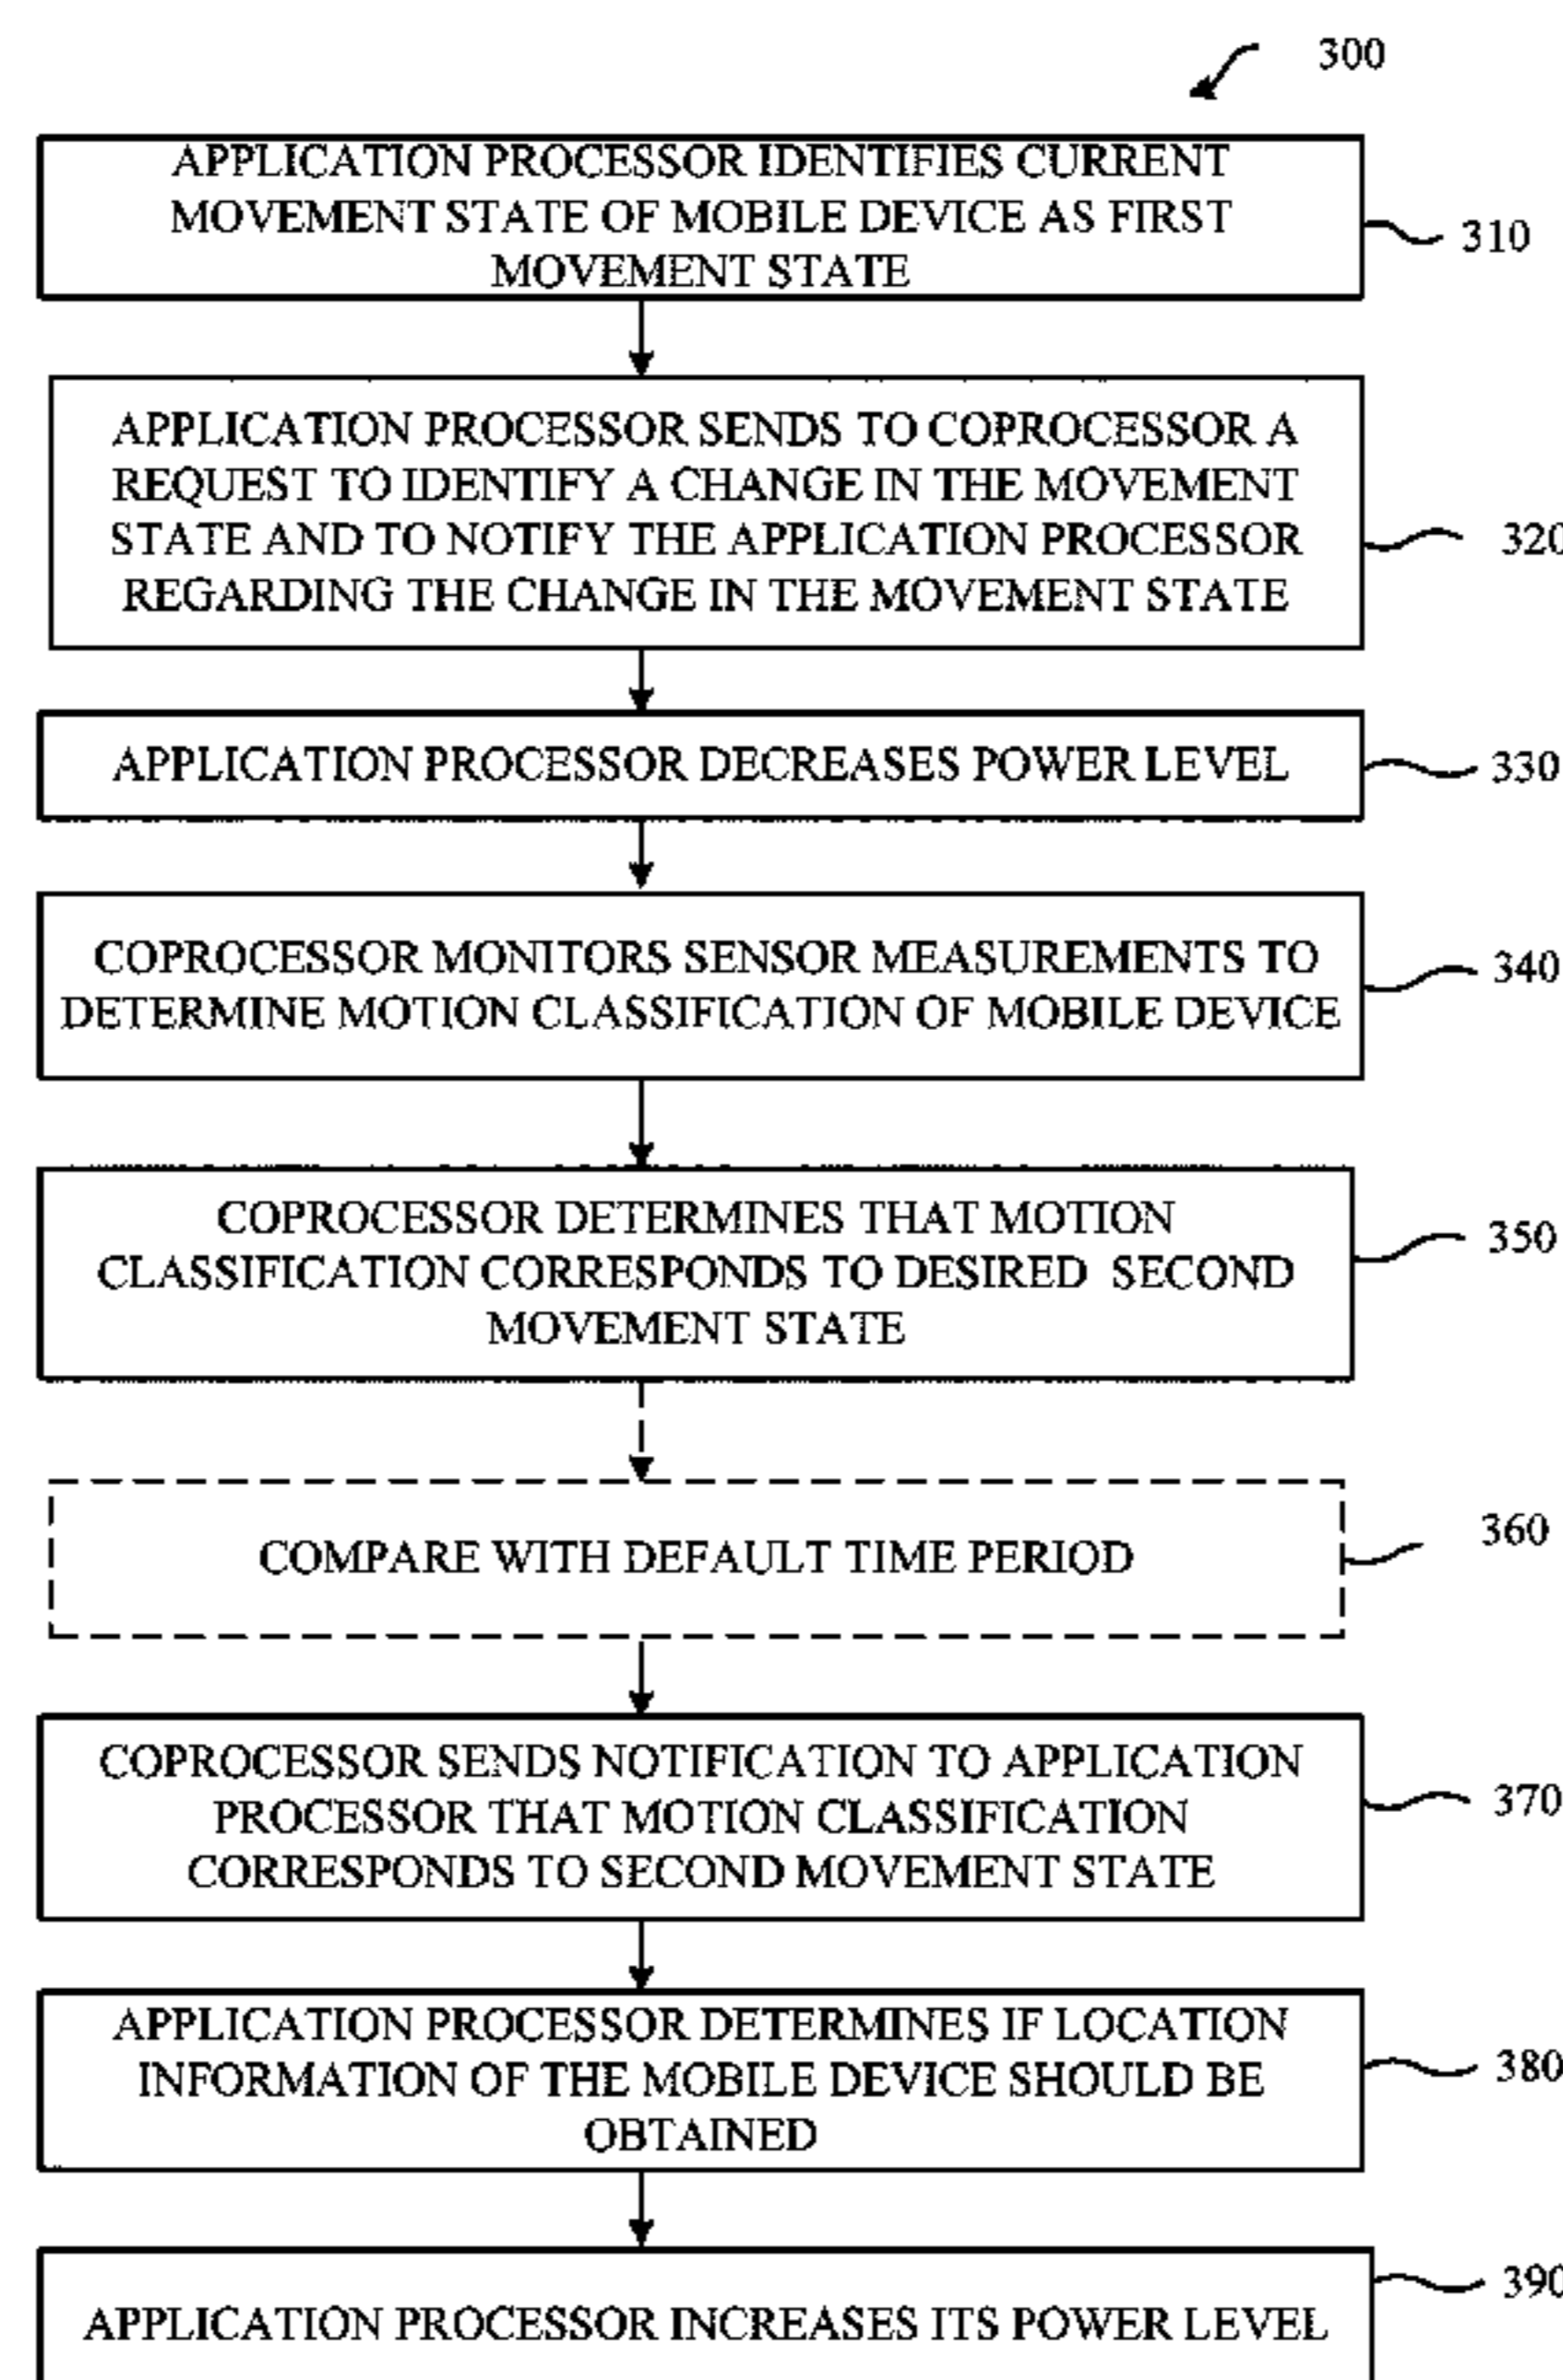 300
APPLICATION PROCESSOR IDENTIFIES CURRENT
MOVEMENT STATE OF MOBILE DEVICE AS FIRST
MOVEMENT STATE
310
APPLICATION PROCESSOR SENDS TO COPROCESSOR A
REQUEST TO IDENTIFY A CHANGE IN THE MOVEMENT
STATE AND TO NOTIFY THE APPLICATION PROCESSOR
REGARDING THE CHANGE IN THE MOVEMENT STATE
320
APPLICATION PROCESSOR DECREASES POWER LEVEL
330
COPROCESSOR MONITORS SENSOR MEASUREMENTS TO
DETERMINE MOTION CLASSIFICATION OF MOBILE DEVICE
340
COPROCESSOR DETERMINES THAT MOTION
CLASSIFICATION CORRESPONDS TO DESIRED SECOND
MOVEMENT STATE
350
COMPARE WITH DEFAULT TIME PERIOD
360
COPROCESSOR SENDS NOTIFICATION TO APPLICATION
PROCESSOR THAT MOTION CLASSIFICATION
CORRESPONDS TO SECOND MOVEMENT STATE
370
APPLICATION PROCESSOR DETERMINES IF LOCATION
INFORMATION OF THE MOBILE DEVICE SHOULD BE
OBTAINED
380
APPLICATION PROCESSOR INCREASES ITS POWER LEVEL
390